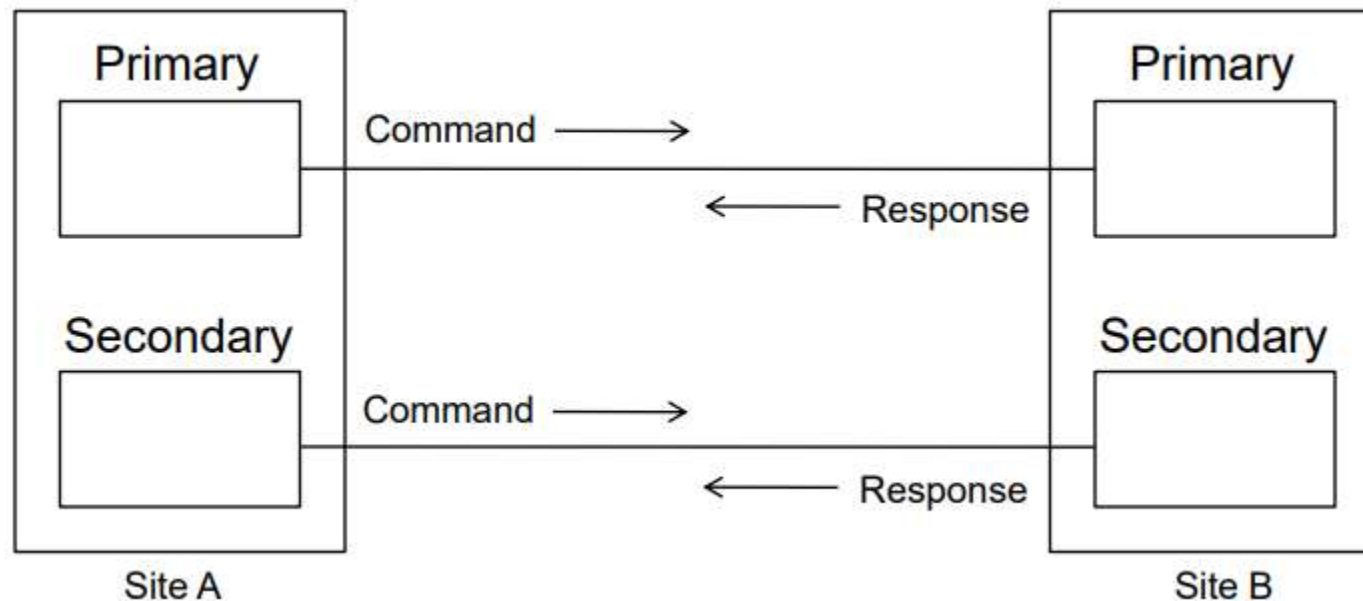 Primary
Primary
Command
Response
Secondary
Secondary
Command
Response
Site A
Site B